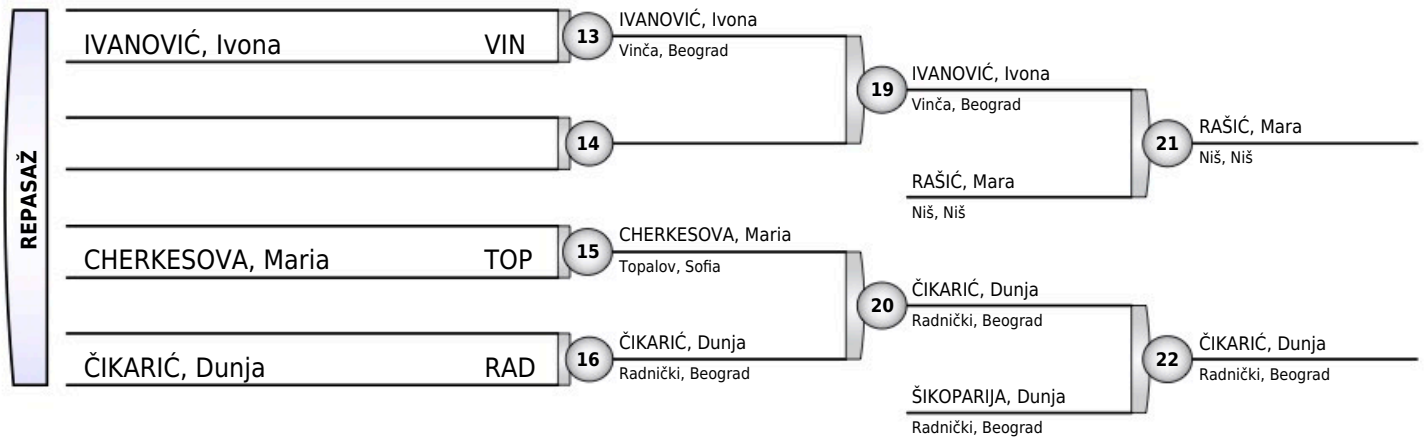 REPASAŽ
IVANOVIĆ, Ivona VIN
13
IVANOVIĆ, Ivona
Vinča, Beograd
14
19
IVANOVIĆ, Ivona
Vinča, Beograd
RAŠIĆ, Mara
Niš, Niš
21
RAŠIĆ, Mara
Niš, Niš
CHERKESOVA, Maria TOP
15
CHERKESOVA, Maria
Topalov, Sofia
ČIKARIĆ, Dunja RAD
16
ČIKARIĆ, Dunja
Radnički, Beograd
20
ČIKARIĆ, Dunja
Radnički, Beograd
ŠIKOPARIJA, Dunja
Radnički, Beograd
22
ČIKARIĆ, Dunja
Radnički, Beograd